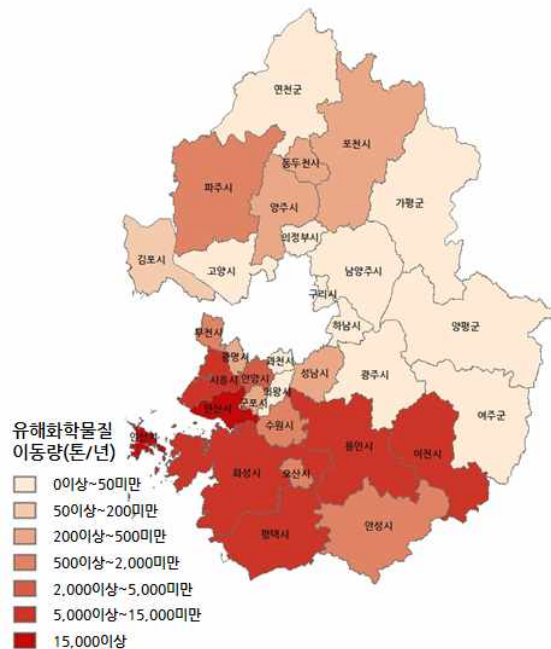 연천군
포천시
동두천시
파주시
양주시
가평군
의정부시
김포시
고양시
남양주시
구리시
양평군
하남시
부천시
광명시
과천시
시흥시
안양시
성남시
광주시
의왕시
안산시
군포시
여주군
수원시
안산시
용인시
이천시
화성시
오산시
안성시
평택시
유해화학물질
이동량(톤/년)
0이상~50미만
50이상~200미만
200이상~500미만
500이상~2,000미만
2,000이상~5,000미만
5,000이상~15,000미만
15,000이상